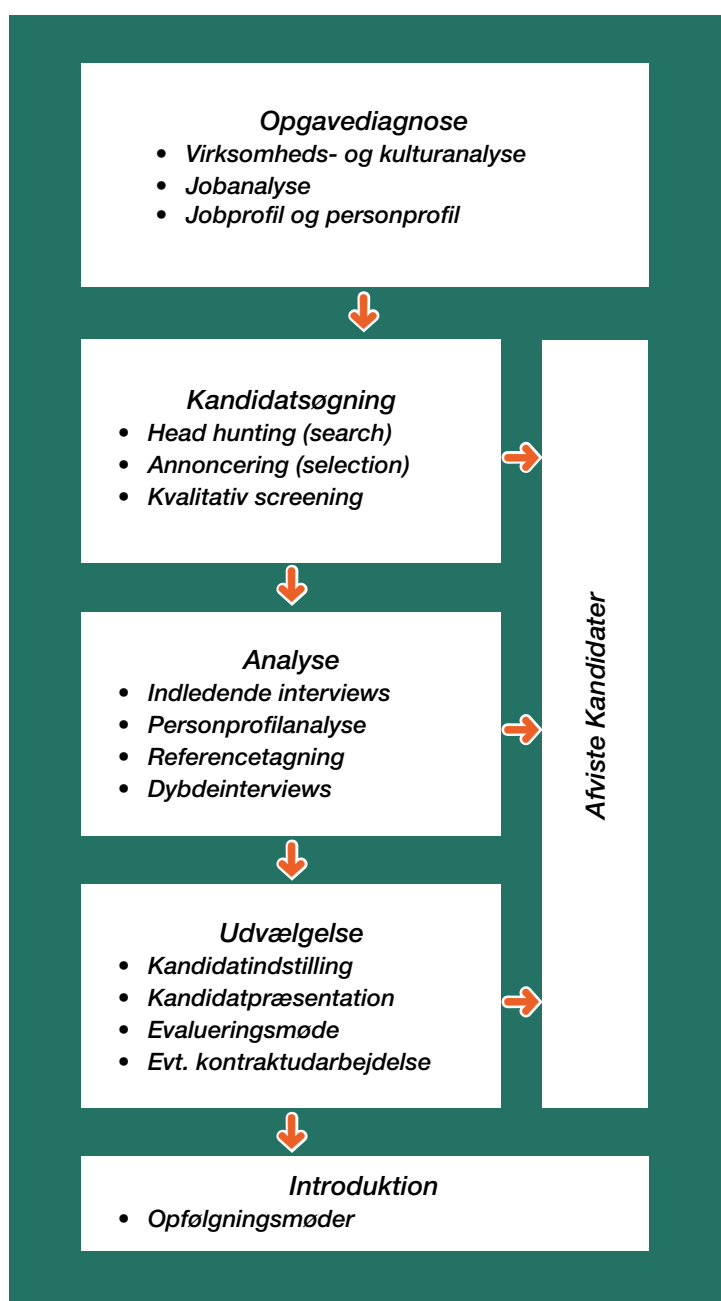 Opgavediagnose
• Virksomheds- og kulturanalyse
• Jobanalyse
• Jobprofil og personprofil
Kandidatsøgning
• Head hunting (search)
• Annoncering (selection)
• Kvalitativ screening
Analyse
• Indledende interviews
• Personprofilanalyse
• Referencetagning
• Dybdeinterviews
Udvælgelse
• Kandidatindstilling
• Kandidatpræsentation
• Evalueringsmøde
• Evt. kontraktudarbejdelse
Afviste Kandidater
Introduktion
• Opfølgningsmøder